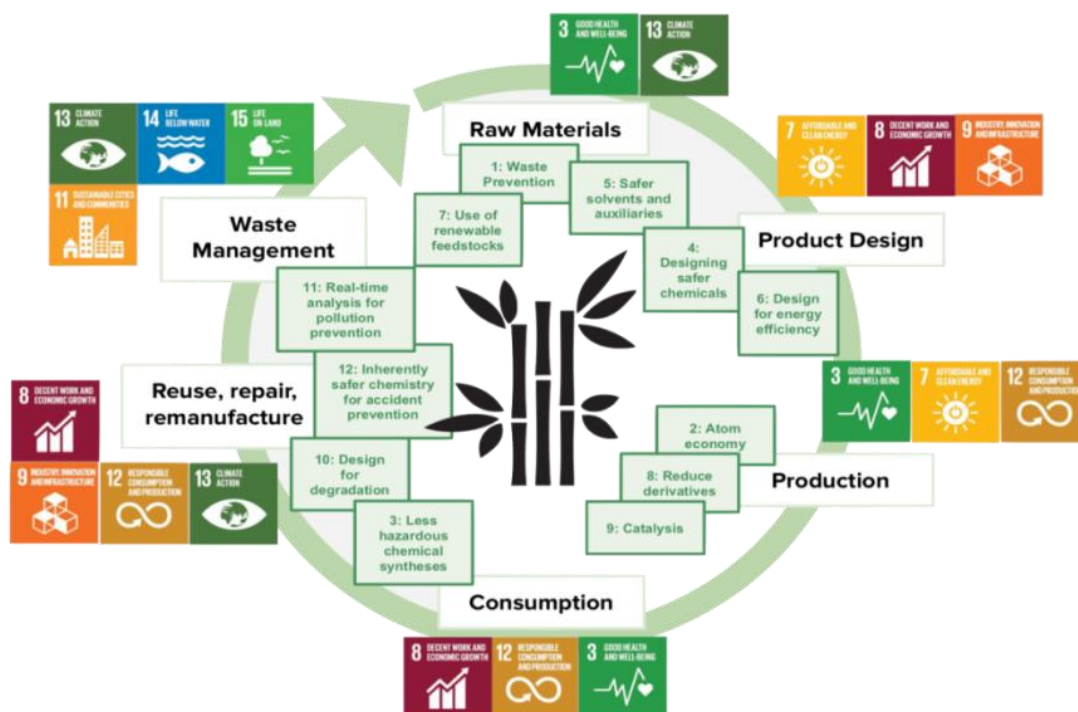 3 GOOD HEALTH
AND WELL-BEING
13 CLIMATE
ACTION
13 CLIMATE
ACTION
14 LIFE
BELOW WATER
15 LIFE
ON LAND
11 SUSTAINABLE CITIES
AND COMMUNITIES
7 AFFORDABLE AND
CLEAN ENERGY
8 DECENT WORK AND
ECONOMIC GROWTH
9 INDUSTRY, INNOVATION
AND INFRASTRUCTURE
Raw Materials
1: Waste
Prevention
5: Safer
solvents and
auxiliaries
7: Use of
renewable
feedstocks
Waste
Management
Product Design
4:
Designing
safer
chemicals
6: Design
for energy
efficiency
11: Real-time
analysis for
pollution
prevention
12: Inherently
safer chemistry
for accident
prevention
Reuse, repair,
remanufacture
3 GOOD HEALTH
AND WELL-BEING
7 AFFORDABLE AND
CLEAN ENERGY
12 RESPONSIBLE
CONSUMPTION
AND PRODUCTION
8 DECENT WORK AND
ECONOMIC GROWTH
9 INDUSTRY, INNOVATION
AND INFRASTRUCTURE
12 RESPONSIBLE
CONSUMPTION
AND PRODUCTION
13 CLIMATE
ACTION
2: Atom
economy
8: Reduce
derivatives
9: Catalysis
Production
10: Design
for
degradation
3: Less
hazardous
chemical
syntheses
Consumption
8 DECENT WORK AND
ECONOMIC GROWTH
12 RESPONSIBLE
CONSUMPTION
AND PRODUCTION
3 GOOD HEALTH
AND WELL-BEING